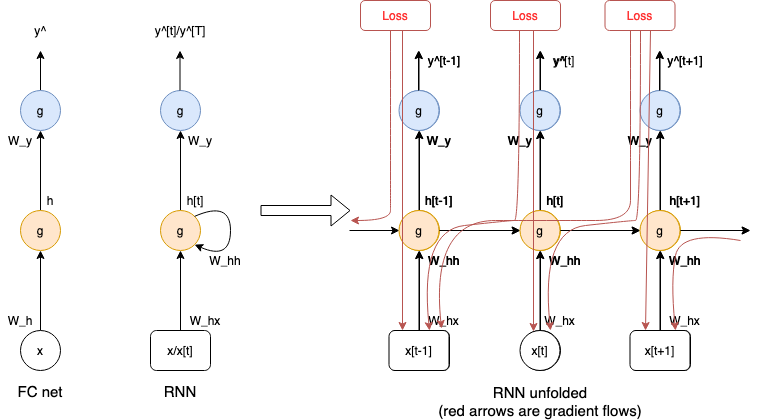 Loss
Loss
Loss
y^
y^[t]/y^[T]
y^[t-1]
y^[t]
y^[t+1]
g
g
g
g
g
W_y
W_y
W_y
W_y
W_y
h
h[t]
h[t-1]
h[t]
h[t+1]
g
g
g
g
g
W_hh
W_hh
W_hh
W_hh
W_h
W_hx
W_hx
W_hx
W_hx
x
x/x[t]
x[t-1]
x[t]
x[t+1]
FC net
RNN
RNN unfolded
(red arrows are gradient flows)